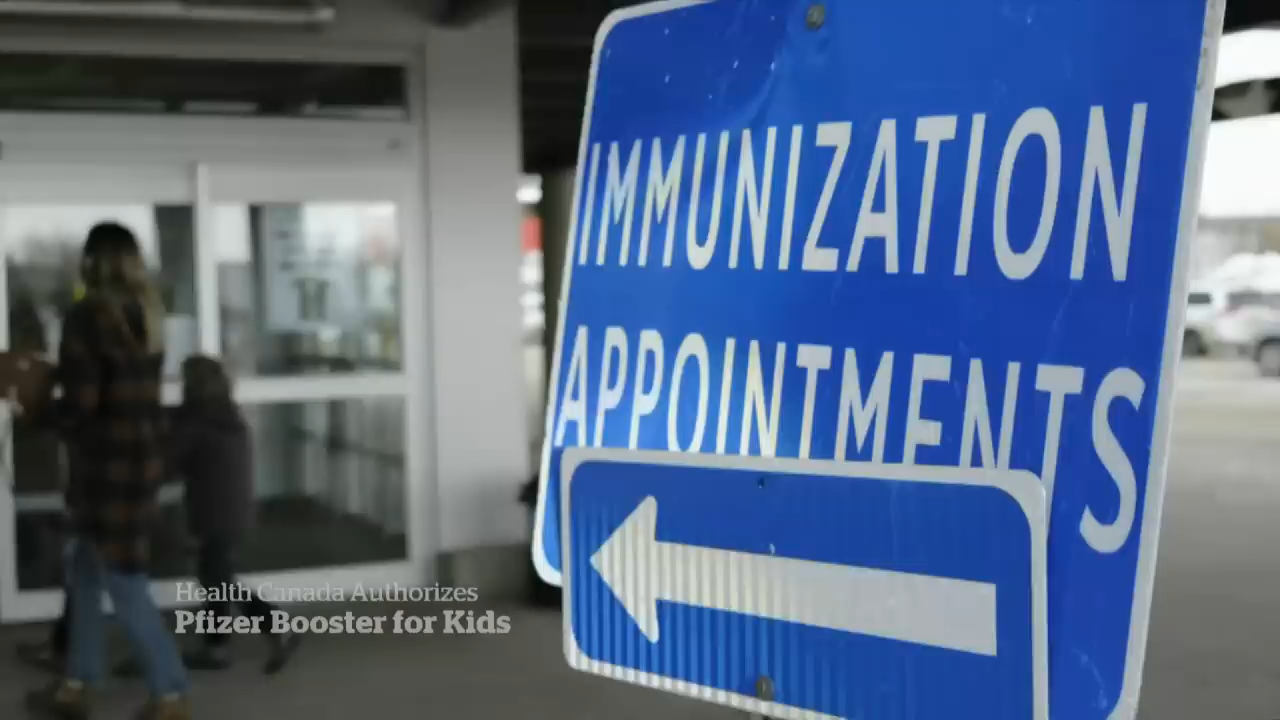 IMMUNIZATION
APPOINTMENTS
Health Canada Authorizes
Pfizer Booster for Kids